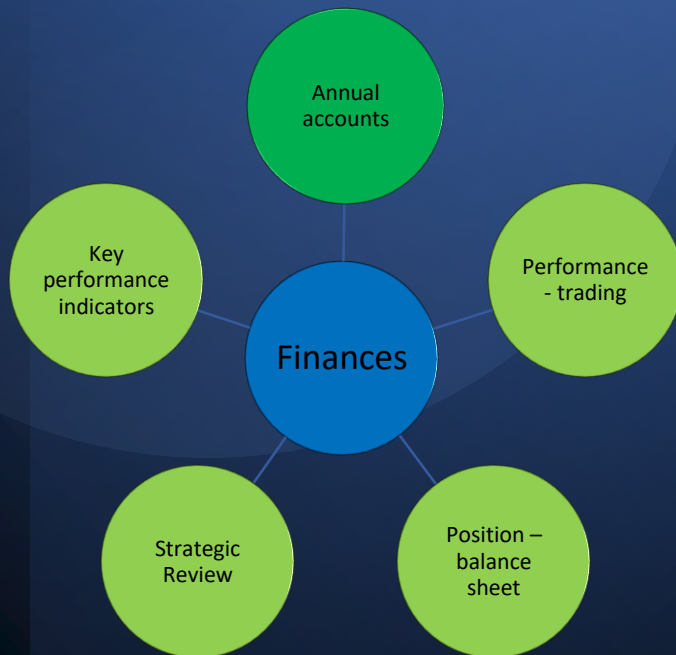 Annual
accounts
Key
performance
indicators
Performance
- trading
Finances
Strategic
Review
Position –
balance
sheet